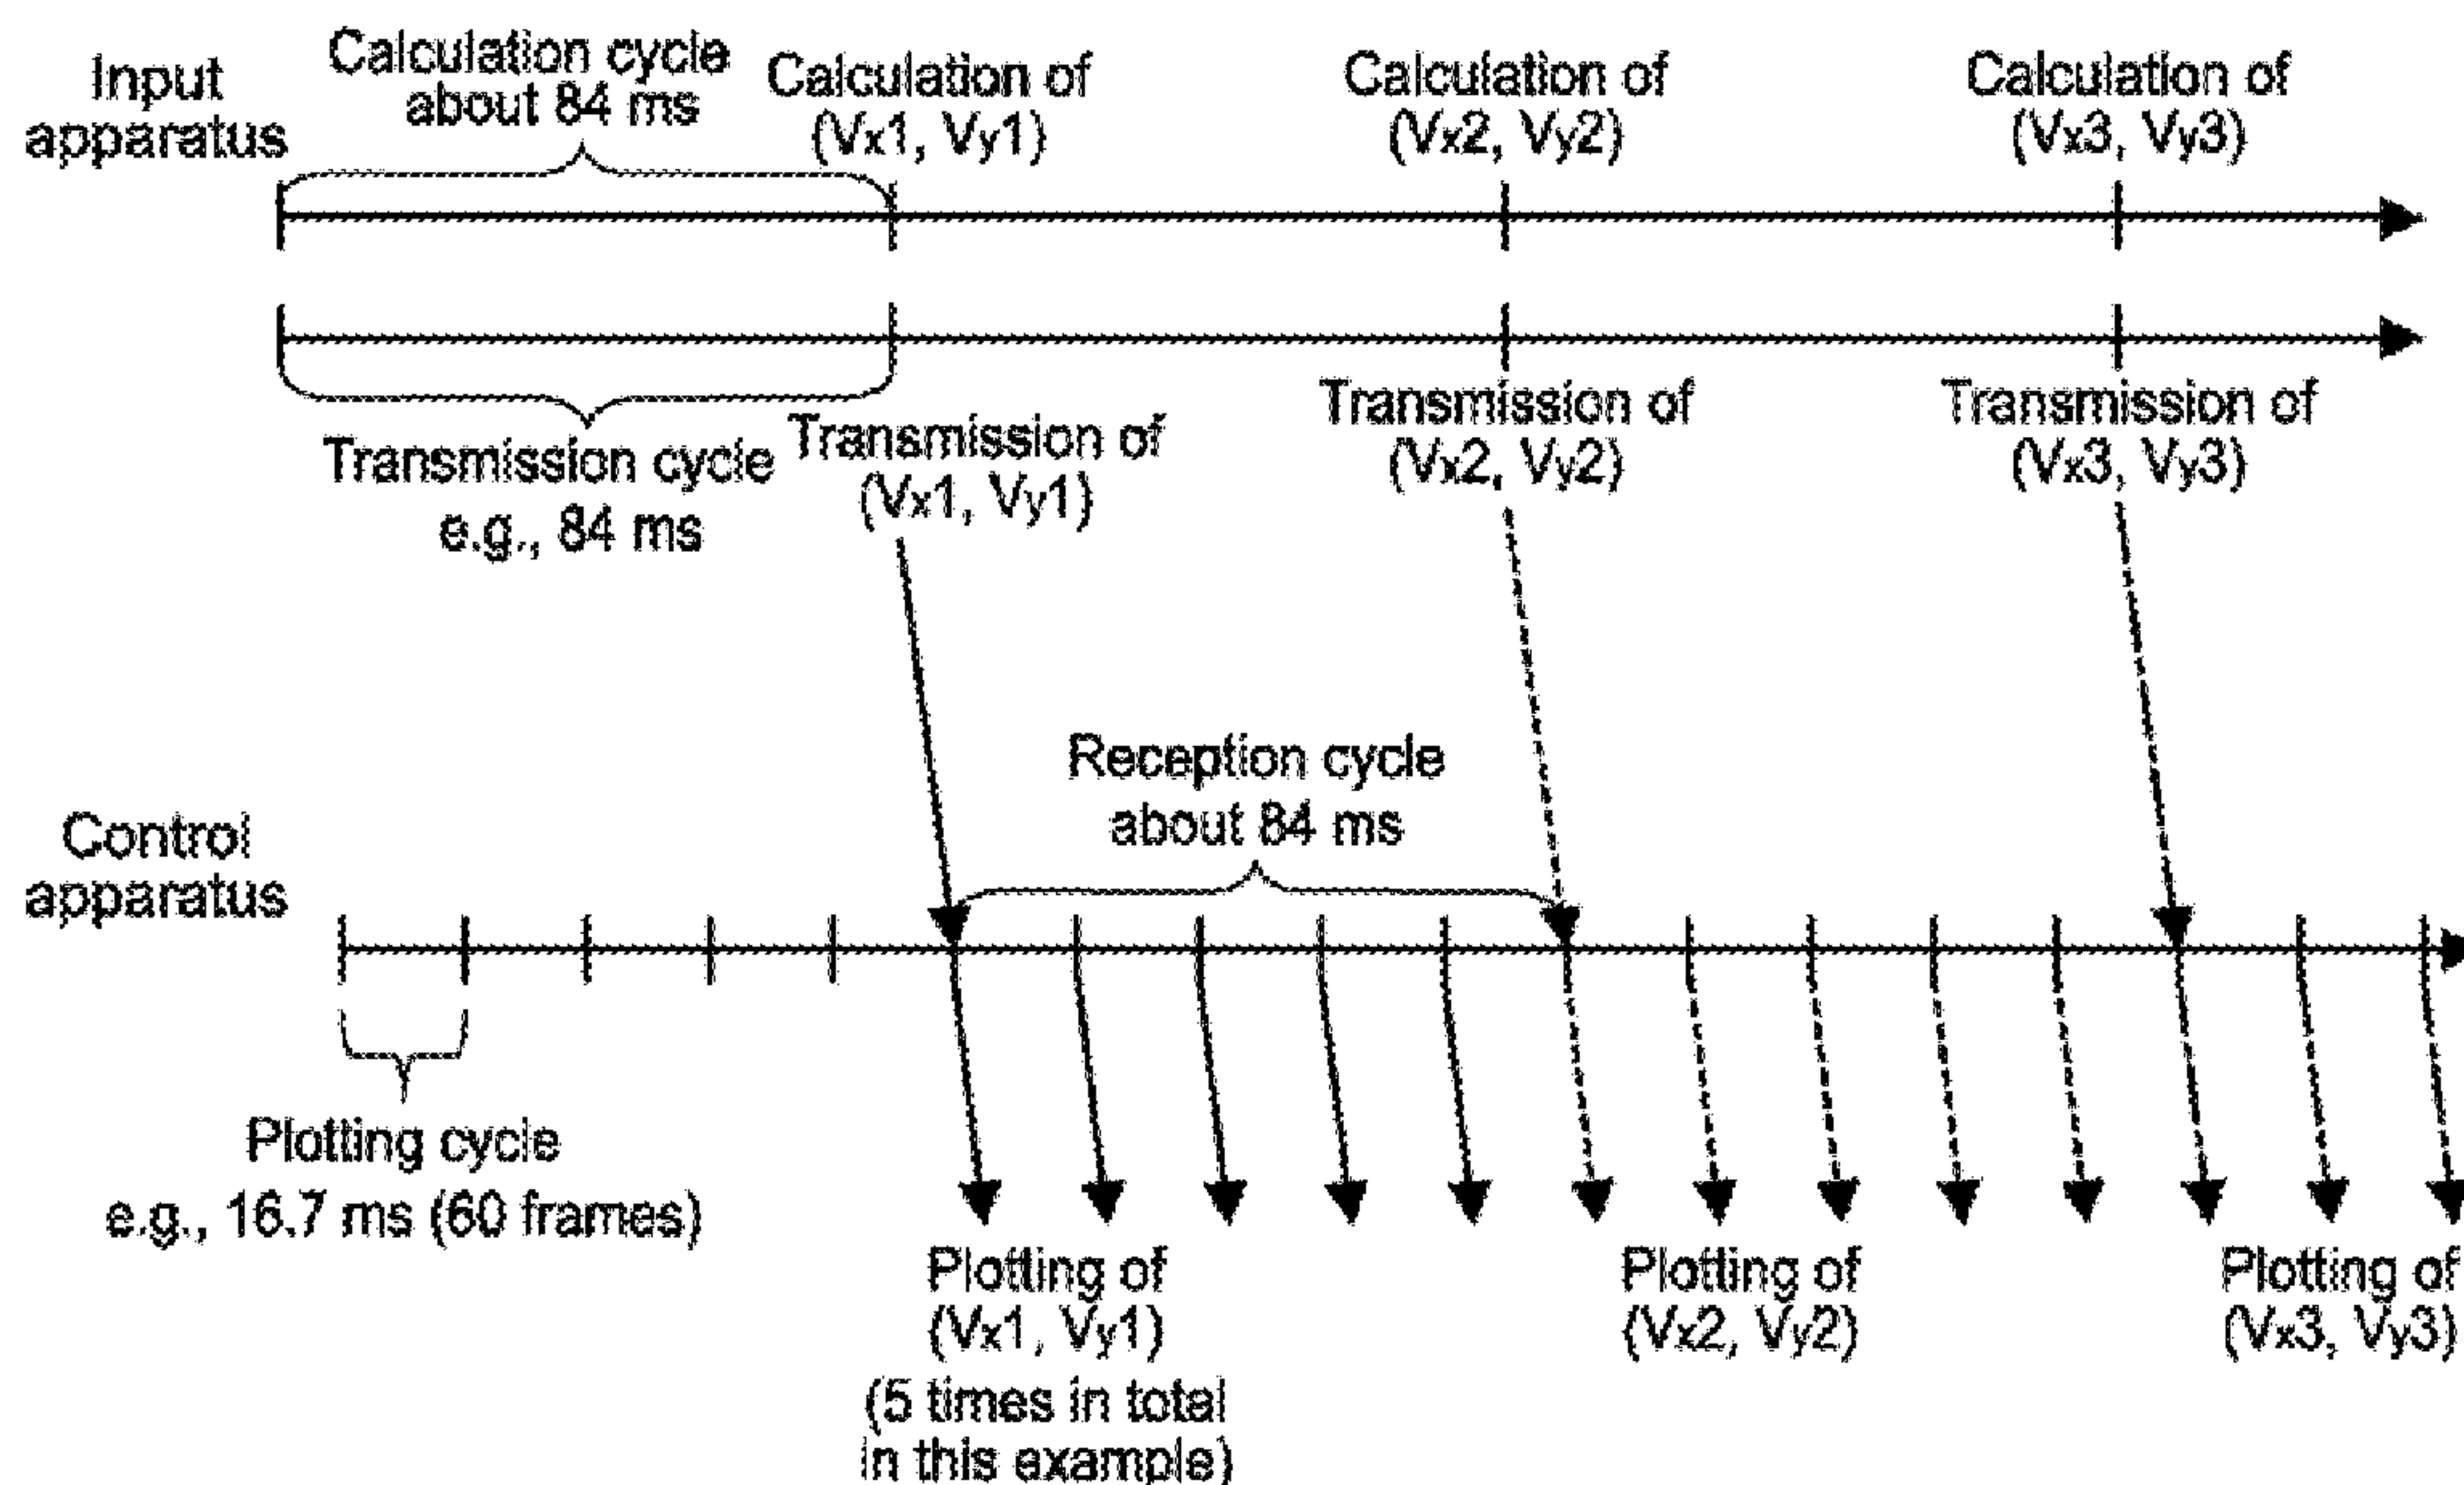 Input
apparatus
Calculation cycle
about 84 ms
Calculation of
(Vx1, Vy1)
Calculation of
(Vx2, Vy2)
Calculation of
(Vx3, Vy3)
Transmission cycle
e.g., 84 ms
Transmission of
(Vx1, Vy1)
Transmission of
(Vx2, Vy2)
Transmission of
(Vx3, Vy3)
Reception cycle
about 84 ms
Control
apparatus
Plotting cycle
e.g., 16.7 ms (60 frames)
Plotting of
(Vx1, Vy1)
(5 times in total
in this example)
Plotting of
(Vx2, Vy2)
Plotting of
(Vx3, Vy3)